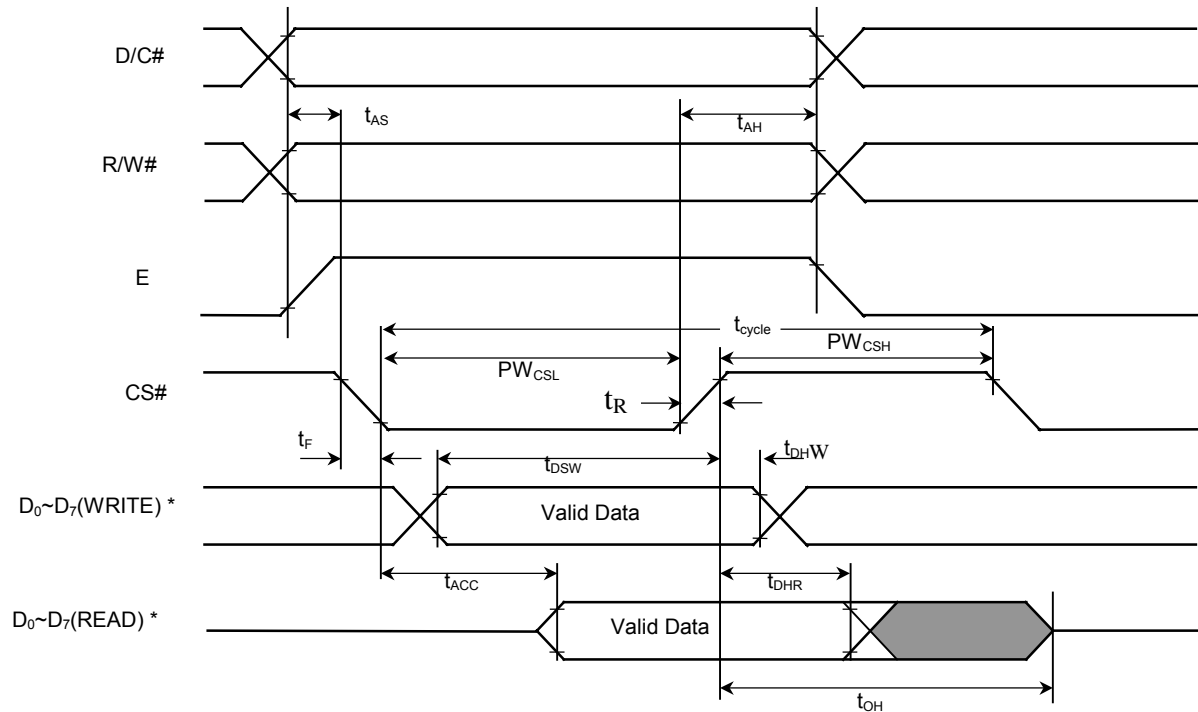 D/C#
tAS
tAH
R/W#
E
tcycle
PWCSL
PWCSH
CS#
tR
tF
tDSW
tDHW
D0~D7(WRITE) *
Valid Data
tACC
tDHR
D0~D7(READ) *
Valid Data
tOH